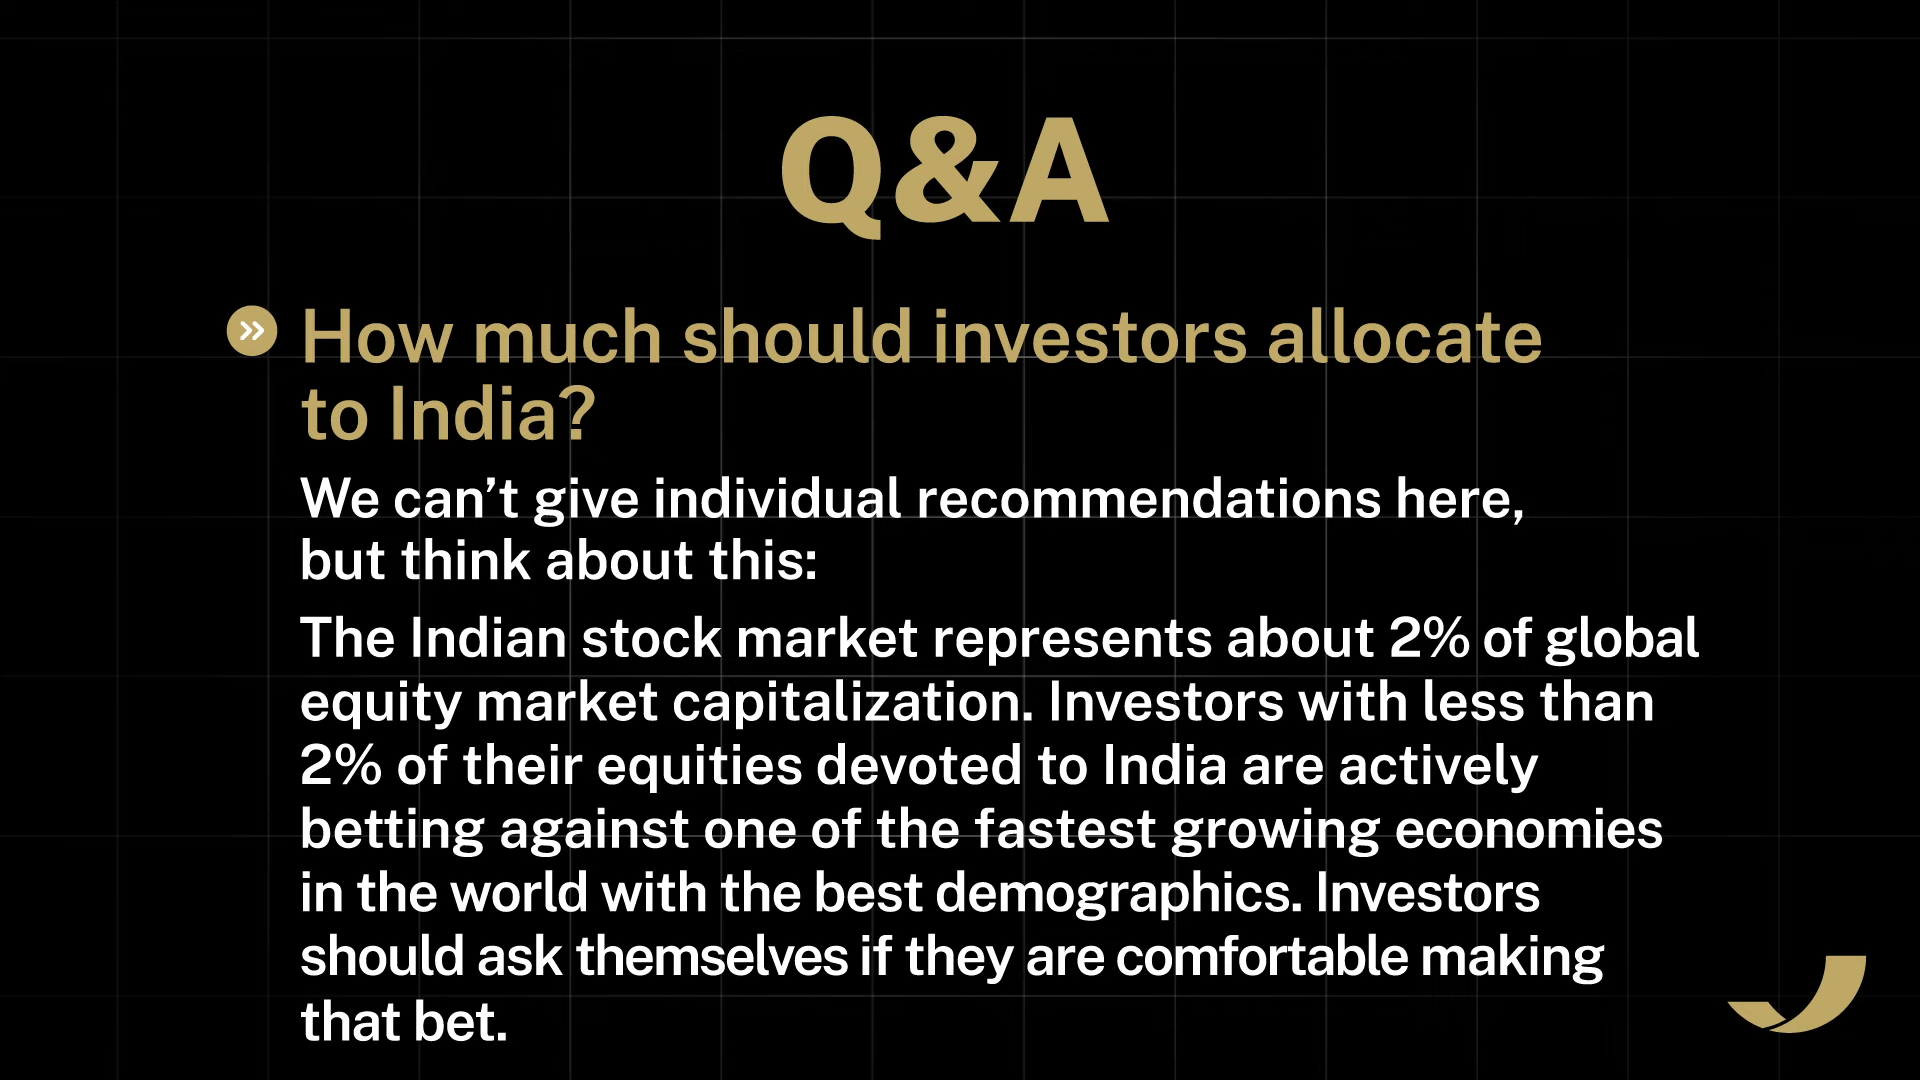 Q&A
How much should investors allocate
to India?
We can’t give individual recommendations here,
but think about this:
The Indian stock market represents about 2% of global
equity market capitalization. Investors with less than
2% of their equities devoted to India are actively
betting against one of the fastest growing economies
in the world with the best demographics. Investors
should ask themselves if they are comfortable making
that bet.